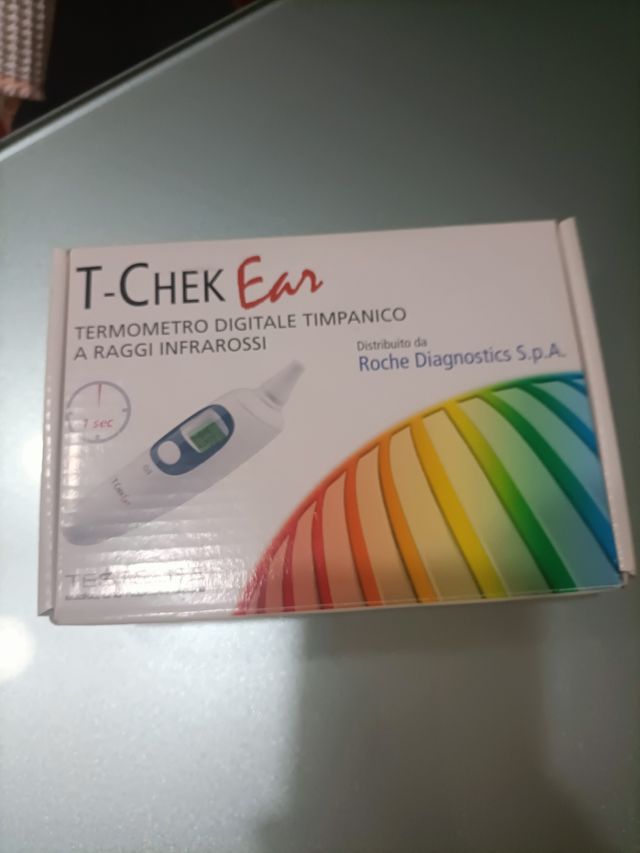 T-CHEK Ear
TERMOMETRO DIGITALE TIMPANICO
A RAGGI INFRAROSSI
Distribuito da
Roche Diagnostics S.p.A.
1 sec